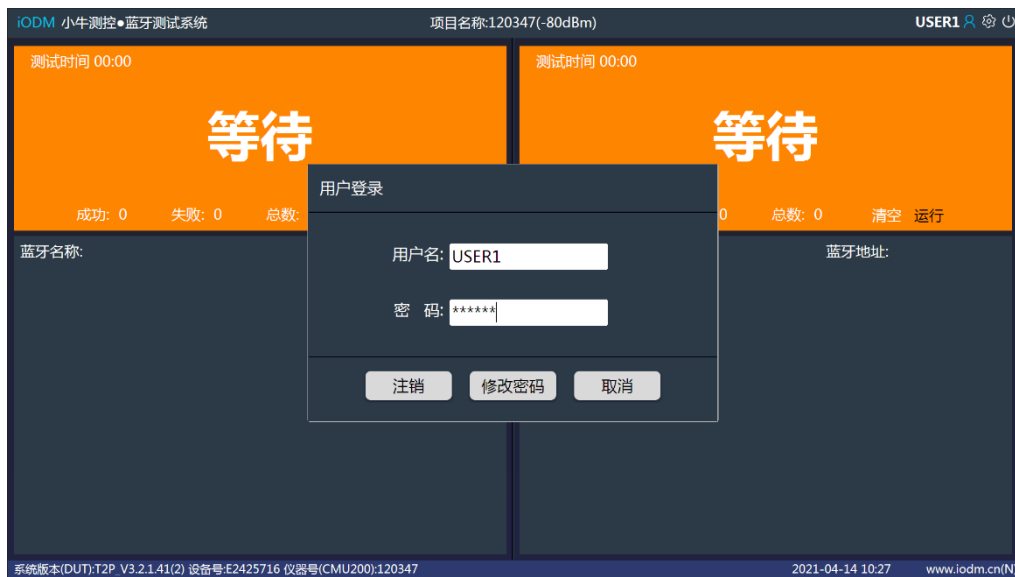 iODM 小牛测控●蓝牙测试系统 项目名称:120347(-80dBm) USER1
测试时间 00:00
等待
成功: 0 失败: 0 总数:
测试时间 00:00
等待
0 总数: 0 清空 运行
蓝牙名称:
蓝牙地址:
用户登录
用户名: USER1
密 码: ******
注销 修改密码 取消
系统版本(DUT):T2P_V3.2.1.41(2) 设备号:E2425716 仪器号(CMU200):120347 2021-04-14 10:27 www.iodm.cn(N)